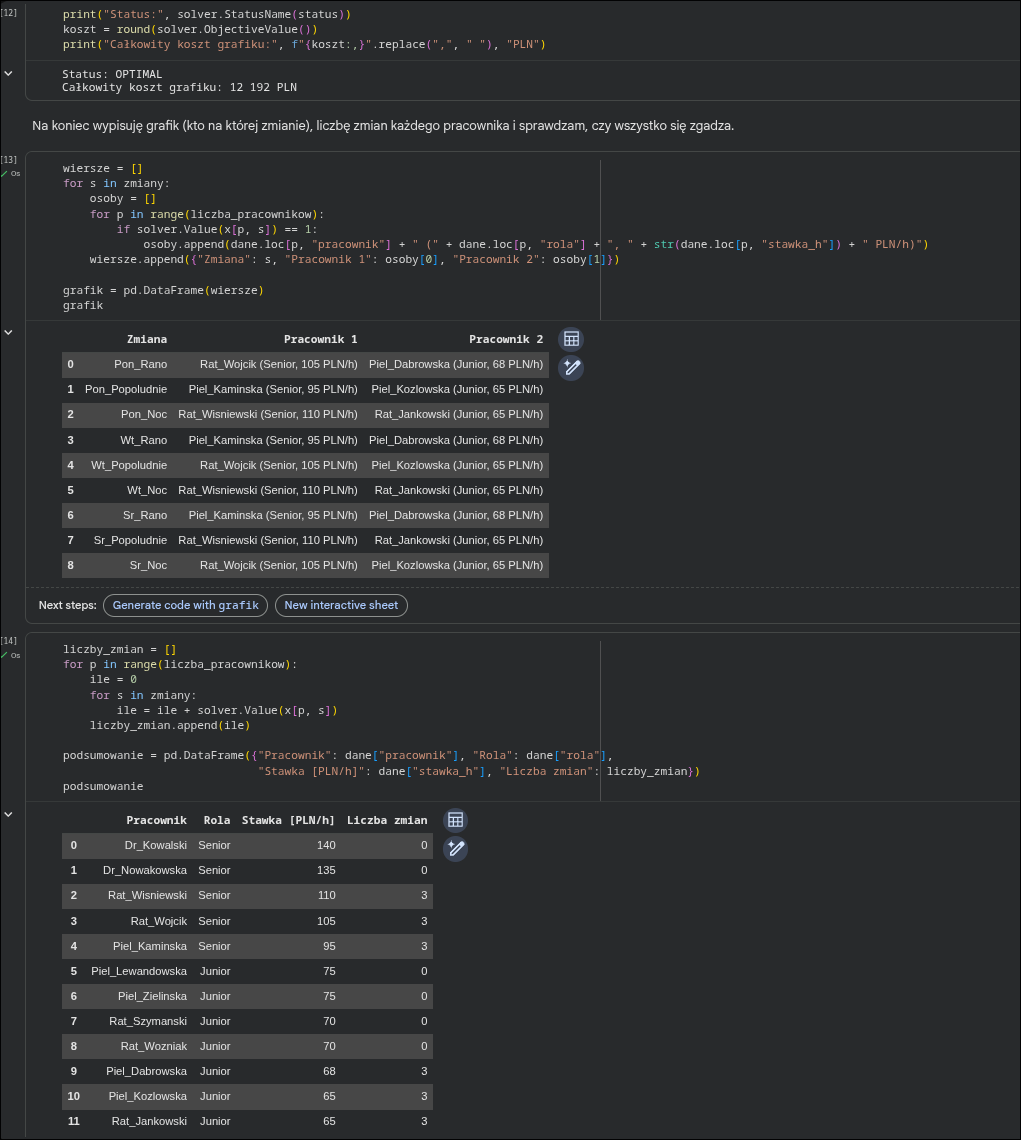 [12]
print("Status:", solver.StatusName(status))
koszt = round(solver.ObjectiveValue())
print("Całkowity koszt grafiku:", f"{koszt:,}".replace(",", " "), "PLN")
Status: OPTIMAL
Całkowity koszt grafiku: 12 192 PLN
Na koniec wypisuję grafik (kto na której zmianie), liczbę zmian każdego pracownika i sprawdzam, czy wszystko się zgadza.
[13]
0s
wiersze = []
for s in zmiany:
    osoby = []
    for p in range(liczba_pracownikow):
        if solver.Value(x[p, s]) == 1:
            osoby.append(dane.loc[p, "pracownik"] + " (" + dane.loc[p, "rola"] + ", " + str(dane.loc[p, "stawka_h"]) + " PLN/h)")
    wiersze.append({"Zmiana": s, "Pracownik 1": osoby[0], "Pracownik 2": osoby[1]})
grafik = pd.DataFrame(wiersze)
grafik
Zmiana Pracownik 1 Pracownik 2
0 Pon_Rano Rat_Wojcik (Senior, 105 PLN/h) Piel_Dabrowska (Junior, 68 PLN/h)
1 Pon_Popoludnie Piel_Kaminska (Senior, 95 PLN/h) Piel_Kozlowska (Junior, 65 PLN/h)
2 Pon_Noc Rat_Wisniewski (Senior, 110 PLN/h) Rat_Jankowski (Junior, 65 PLN/h)
3 Wt_Rano Piel_Kaminska (Senior, 95 PLN/h) Piel_Dabrowska (Junior, 68 PLN/h)
4 Wt_Popoludnie Rat_Wojcik (Senior, 105 PLN/h) Piel_Kozlowska (Junior, 65 PLN/h)
5 Wt_Noc Rat_Wisniewski (Senior, 110 PLN/h) Rat_Jankowski (Junior, 65 PLN/h)
6 Sr_Rano Piel_Kaminska (Senior, 95 PLN/h) Piel_Dabrowska (Junior, 68 PLN/h)
7 Sr_Popoludnie Rat_Wisniewski (Senior, 110 PLN/h) Rat_Jankowski (Junior, 65 PLN/h)
8 Sr_Noc Rat_Wojcik (Senior, 105 PLN/h) Piel_Kozlowska (Junior, 65 PLN/h)
Next steps: Generate code with grafik New interactive sheet
[14]
0s
liczby_zmian = []
for p in range(liczba_pracownikow):
    ile = 0
    for s in zmiany:
        ile = ile + solver.Value(x[p, s])
    liczby_zmian.append(ile)
podsumowanie = pd.DataFrame({"Pracownik": dane["pracownik"], "Rola": dane["rola"],
                             "Stawka [PLN/h]": dane["stawka_h"], "Liczba zmian": liczby_zmian})
podsumowanie
Pracownik Rola Stawka [PLN/h] Liczba zmian
0 Dr_Kowalski Senior 140 0
1 Dr_Nowakowska Senior 135 0
2 Rat_Wisniewski Senior 110 3
3 Rat_Wojcik Senior 105 3
4 Piel_Kaminska Senior 95 3
5 Piel_Lewandowska Junior 75 0
6 Piel_Zielinska Junior 75 0
7 Rat_Szymanski Junior 70 0
8 Rat_Wozniak Junior 70 0
9 Piel_Dabrowska Junior 68 3
10 Piel_Kozlowska Junior 65 3
11 Rat_Jankowski Junior 65 3